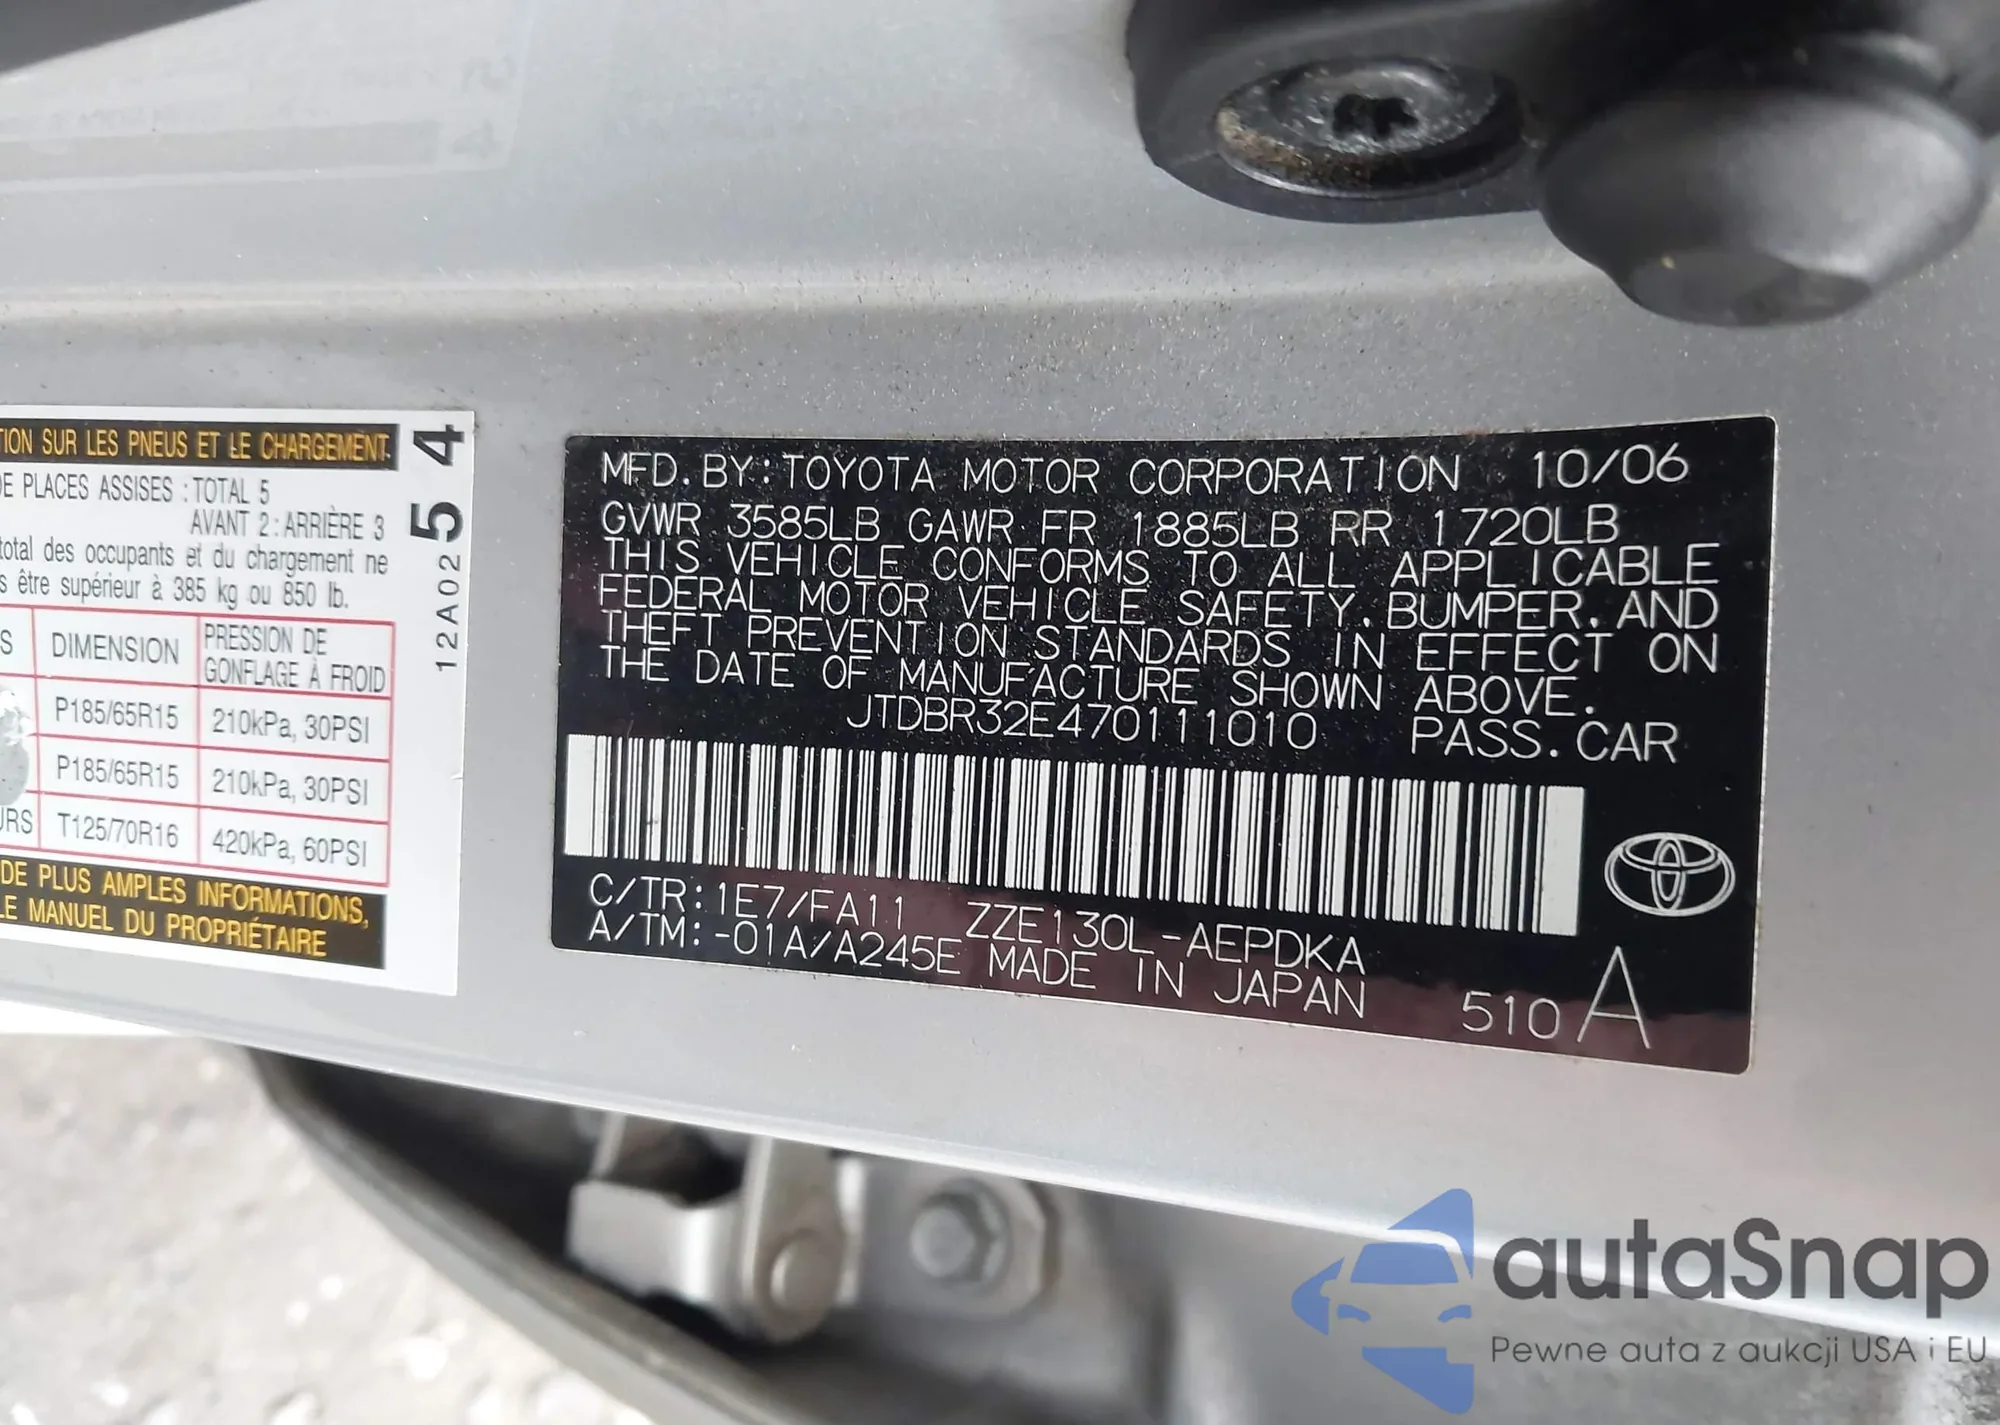 TION SUR LES PNEUS ET LE CHARGEMENT
DE PLACES ASSISES : TOTAL 5
AVANT 2 : ARRIÈRE 3
total des occupants et du chargement ne
s être supérieur à 385 kg ou 850 lb.
S DIMENSION PRESSION DE GONFLAGE À FROID
P185/65R15 210kPa, 30PSI
P185/65R15 210kPa, 30PSI
URS T125/70R16 420kPa, 60PSI
DE PLUS AMPLES INFORMATIONS,
LE MANUEL DU PROPRIÉTAIRE
12A02 5 4
MFD. BY: TOYOTA MOTOR CORPORATION 10/06
GVWR 3585LB GAWR FR 1885LB RR 1720LB
THIS VEHICLE CONFORMS TO ALL APPLICABLE
FEDERAL MOTOR VEHICLE SAFETY. BUMPER. AND
THEFT PREVENTION STANDARDS IN EFFECT ON
THE DATE OF MANUFACTURE SHOWN ABOVE.
JTDBR32E470111010 PASS. CAR
C/TR: 1E7/FA11 ZZE130L-AEPDKA
A/TM: -01A/A245E MADE IN JAPAN
510 A
autaSnap
Pewne auta z aukcji USA i EU